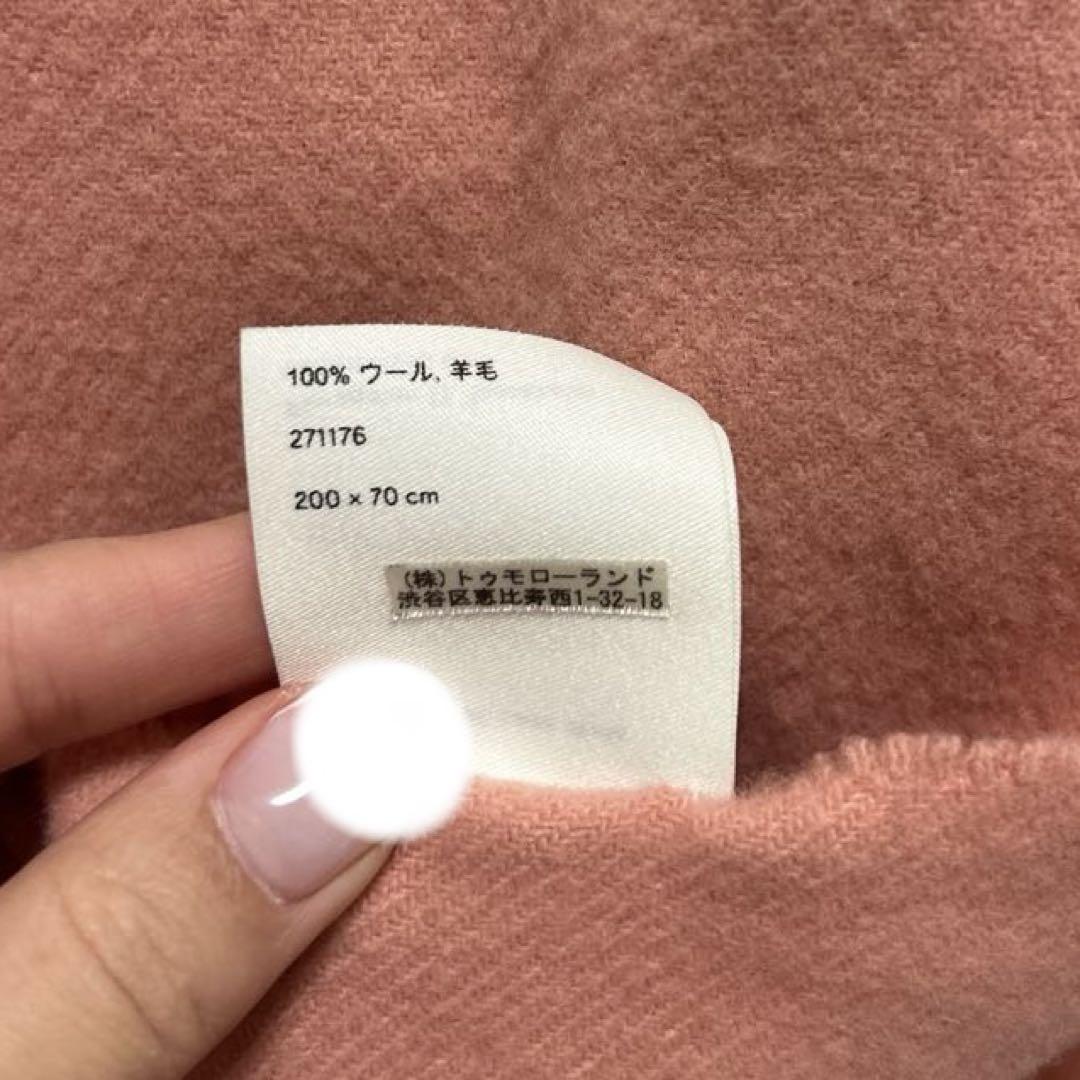 100% ウール, 羊毛
271176
200 × 70 cm
(株)トゥモローランド
渋谷区恵比寿西1-32-18